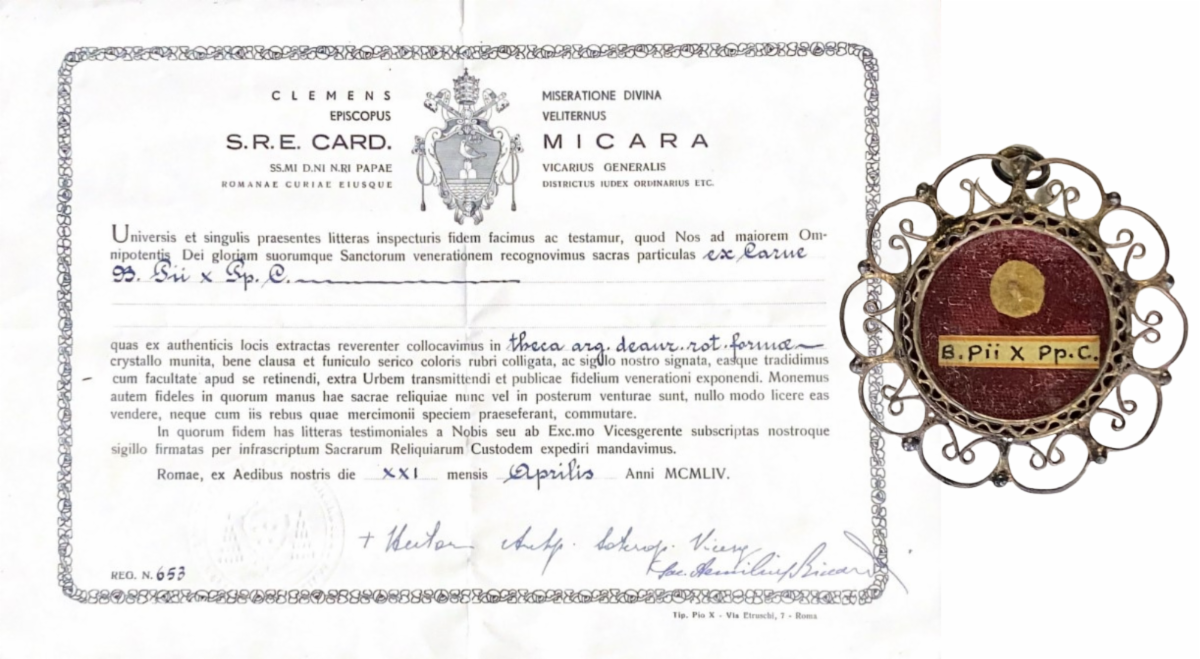 CLEMENS MISERATIONE DIVINA
EPISCOPUS VELITERNUS
S.R.E. CARD. MICARA
SS.MI D.NI N.RI PAPAE VICARIUS GENERALIS
ROMANAE CURIAE EIUSQUE DISTRICTUS IUDEX ORDINARIUS ETC.
Universis et singulis praesentes litteras inspecturis fidem facimus ac testamur, quod Nos ad maiorem Om-
nipotentis Dei gloriam suorumque Sanctorum venerationem recognovimus sacras particulas ex Carne
B. Pii X Pp. C.
quas ex authenticis locis extractas reverenter collocavimus in theca arg. deaur. rot. formæ
crystallo munita, bene clausa et funiculo serico coloris rubri colligata, ac sigillo nostro signata, easque tradidimus
cum facultate apud se retinendi, extra Urbem transmittendi et publicae fidelium venerationi exponendi. Monemus
autem fideles in quorum manus hae sacrae reliquiae nunc vel in posterum venturae sunt, nullo modo licere eas
vendere, neque cum iis rebus quae mercimonii speciem praeseferant, commutare.
In quorum fidem has litteras testimoniales a Nobis seu ab Exc.mo Vicesgerente subscriptas nostroque
sigillo firmatas per infrascriptum Sacrarum Reliquiarum Custodem expediri mandavimus.
Romae, ex Aedibus nostris die XXI mensis Aprilis Anni MCMLIV.
REG. N. 653
Tip. Pio X - Via Etruschi, 7 - Roma
B. Pii X Pp. C.